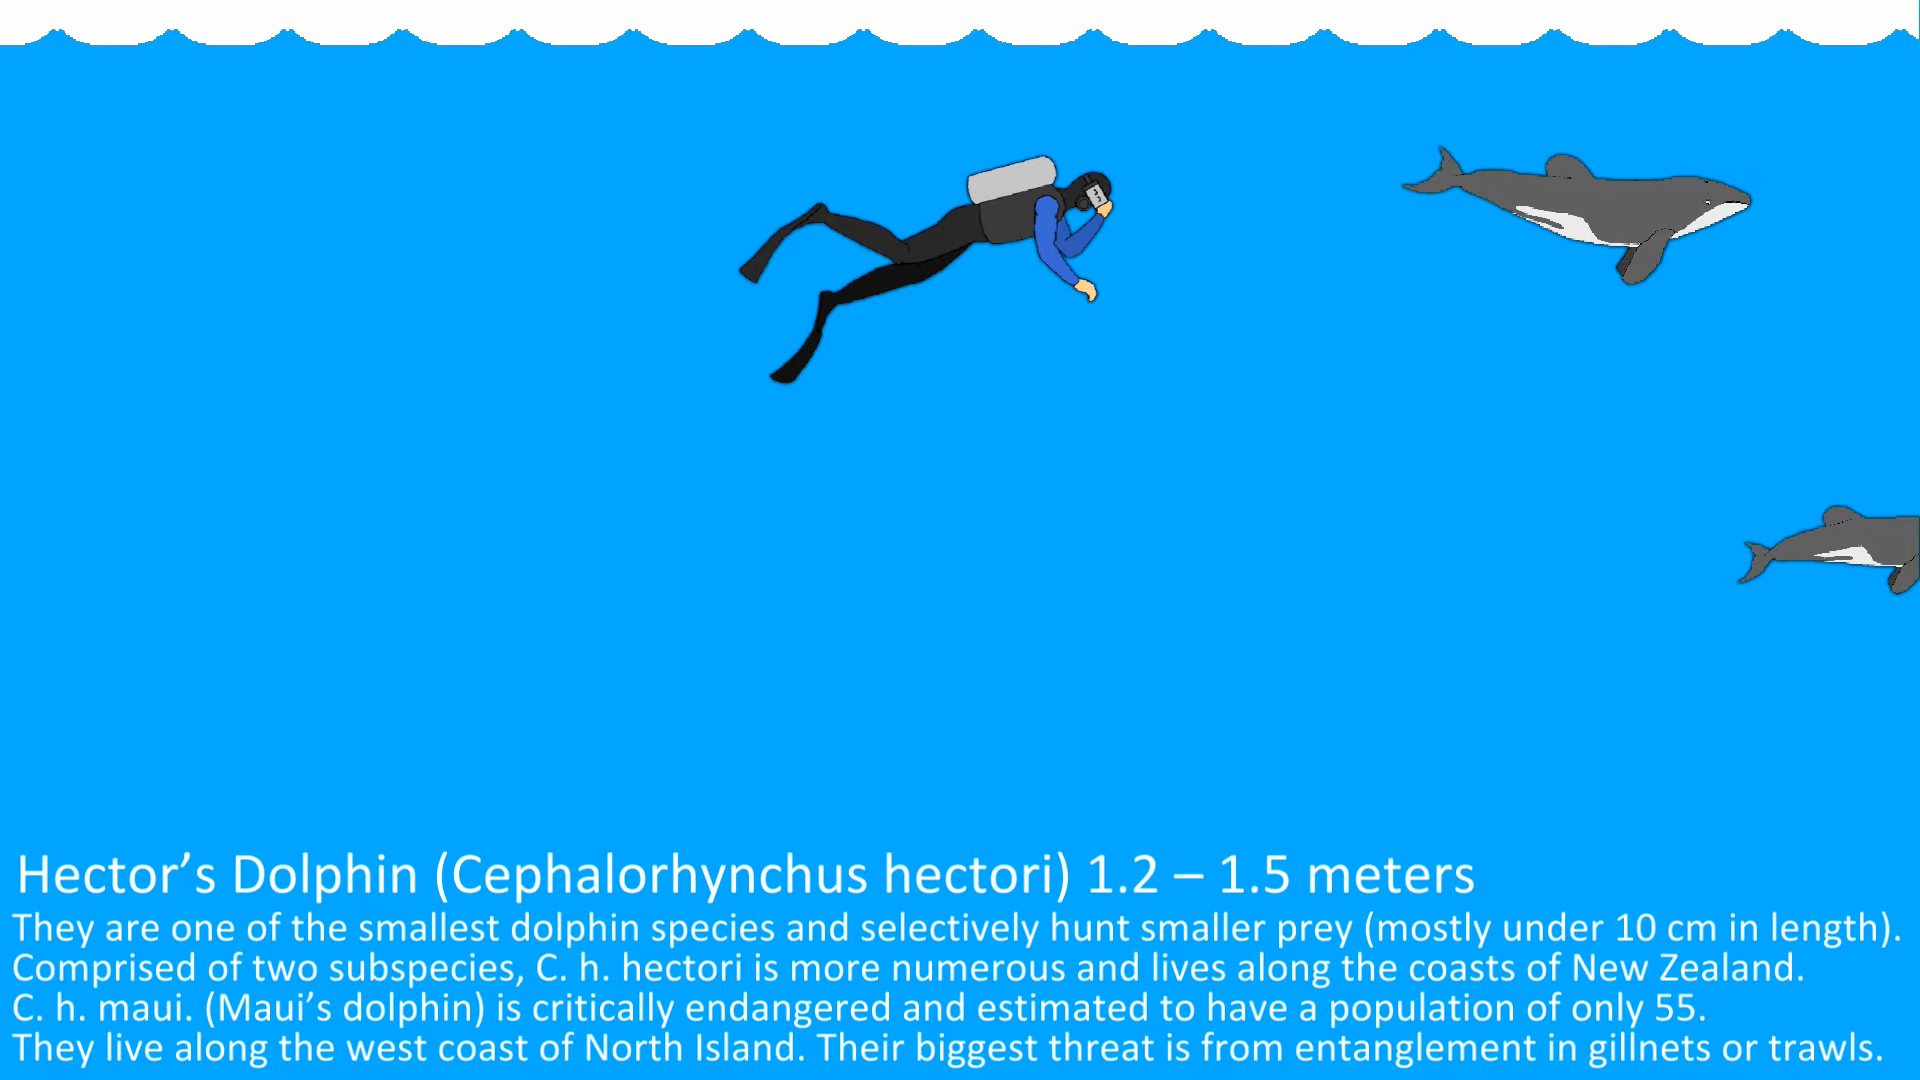 Hector’s Dolphin (Cephalorhynchus hectori) 1.2 – 1.5 meters
They are one of the smallest dolphin species and selectively hunt smaller prey (mostly under 10 cm in length).
Comprised of two subspecies, C. h. hectori is more numerous and lives along the coasts of New Zealand.
C. h. maui. (Maui’s dolphin) is critically endangered and estimated to have a population of only 55.
They live along the west coast of North Island. Their biggest threat is from entanglement in gillnets or trawls.